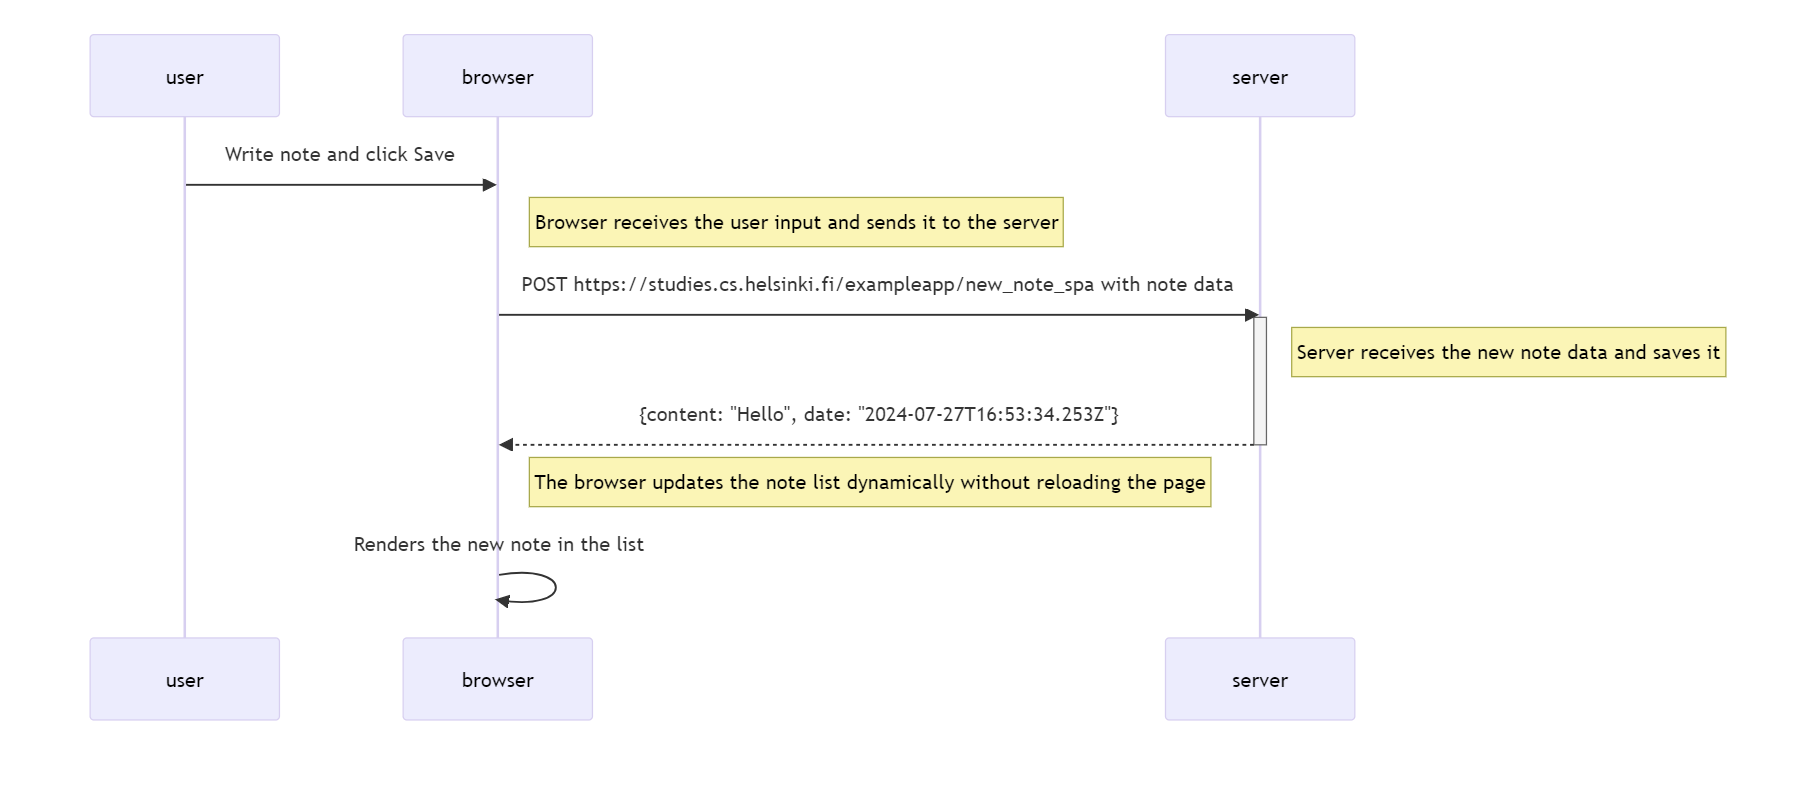 user
browser
server
Write note and click Save
Browser receives the user input and sends it to the server
POST https://studies.cs.helsinki.fi/exampleapp/new_note_spa with note data
Server receives the new note data and saves it
{content: "Hello", date: "2024-07-27T16:53:34.253Z"}
The browser updates the note list dynamically without reloading the page
Renders the new note in the list
user
browser
server